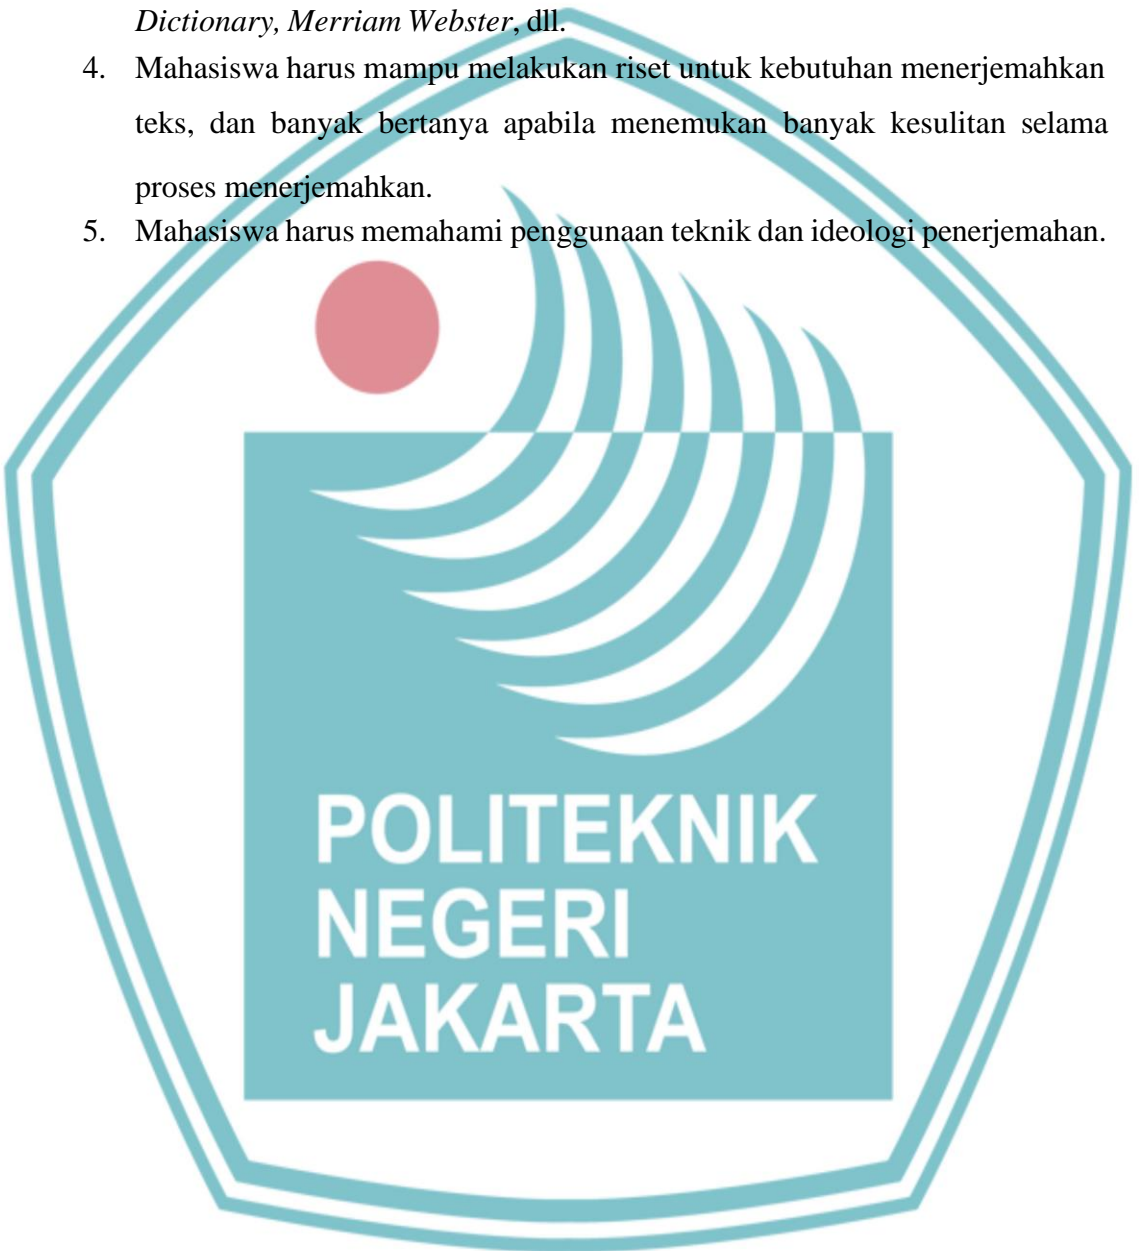 Dictionary, Merriam Webster, dll.
4. Mahasiswa harus mampu melakukan riset untuk kebutuhan menerjemahkan
teks, dan banyak bertanya apabila menemukan banyak kesulitan selama
proses menerjemahkan.
5. Mahasiswa harus memahami penggunaan teknik dan ideologi penerjemahan.
POLITEKNIK
NEGERI
JAKARTA